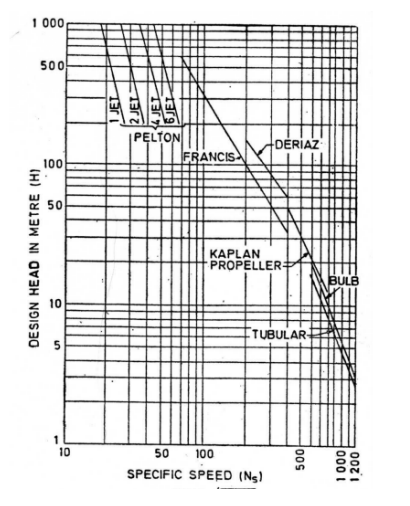 1 000
500
100
50
10
5
1
DESIGN HEAD IN METRE (H)
1 JET
2 JET
4 JET
6 JET
PELTON
FRANCIS
DERIAZ
KAPLAN
PROPELLER
BULB
TUBULAR
10
50
100
500
1 000
1 200
SPECIFIC SPEED (Ns)